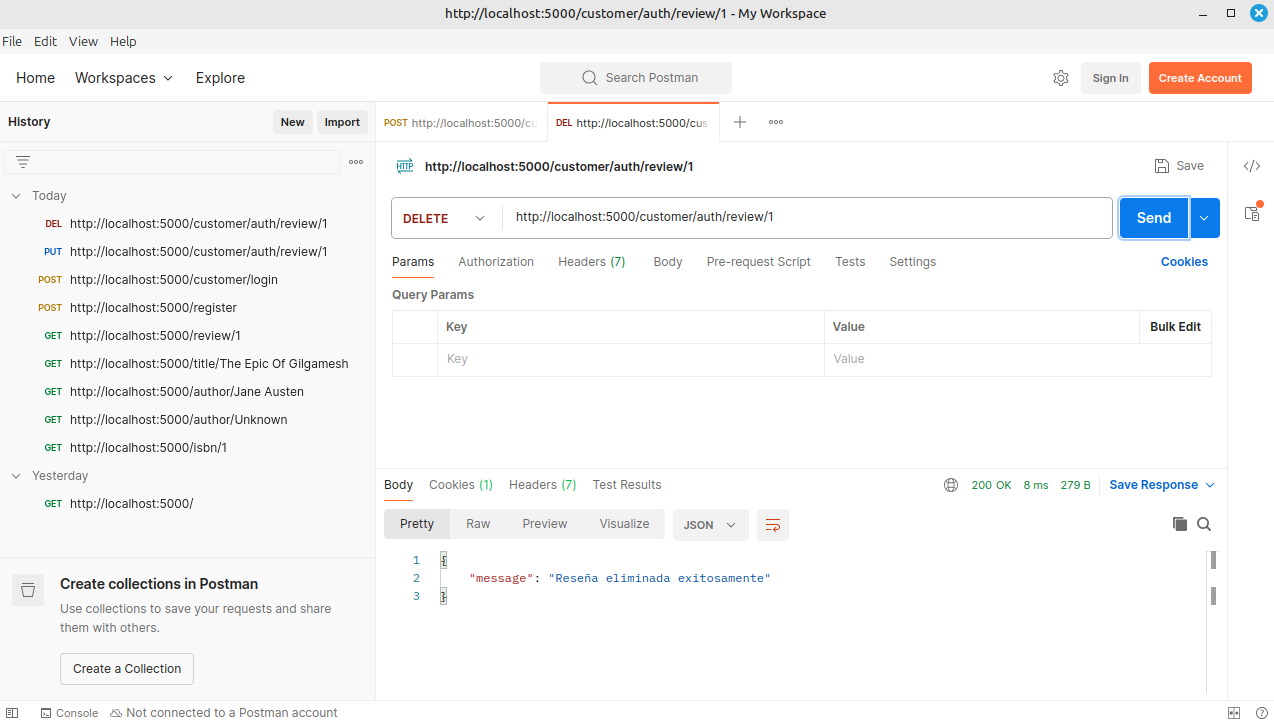 http://localhost:5000/customer/auth/review/1 - My Workspace
File Edit View Help
Home Workspaces Explore Search Postman Sign In Create Account
History New Import
POST http://localhost:5000/cu
DEL http://localhost:5000/cus
HTTP http://localhost:5000/customer/auth/review/1 Save
Today
DEL http://localhost:5000/customer/auth/review/1
PUT http://localhost:5000/customer/auth/review/1
POST http://localhost:5000/customer/login
POST http://localhost:5000/register
GET http://localhost:5000/review/1
GET http://localhost:5000/title/The Epic Of Gilgamesh
GET http://localhost:5000/author/Jane Austen
GET http://localhost:5000/author/Unknown
GET http://localhost:5000/isbn/1
Yesterday
GET http://localhost:5000/
Create collections in Postman
Use collections to save your requests and share
them with others.
Create a Collection
DELETE http://localhost:5000/customer/auth/review/1 Send
Params Authorization Headers (7) Body Pre-request Script Tests Settings Cookies
Query Params
Key Value Bulk Edit
Key Value
Body Cookies (1) Headers (7) Test Results 200 OK 8 ms 279 B Save Response
Pretty Raw Preview Visualize JSON
1 {
2 "message": "Reseña eliminada exitosamente"
3 }
Console Not connected to a Postman account